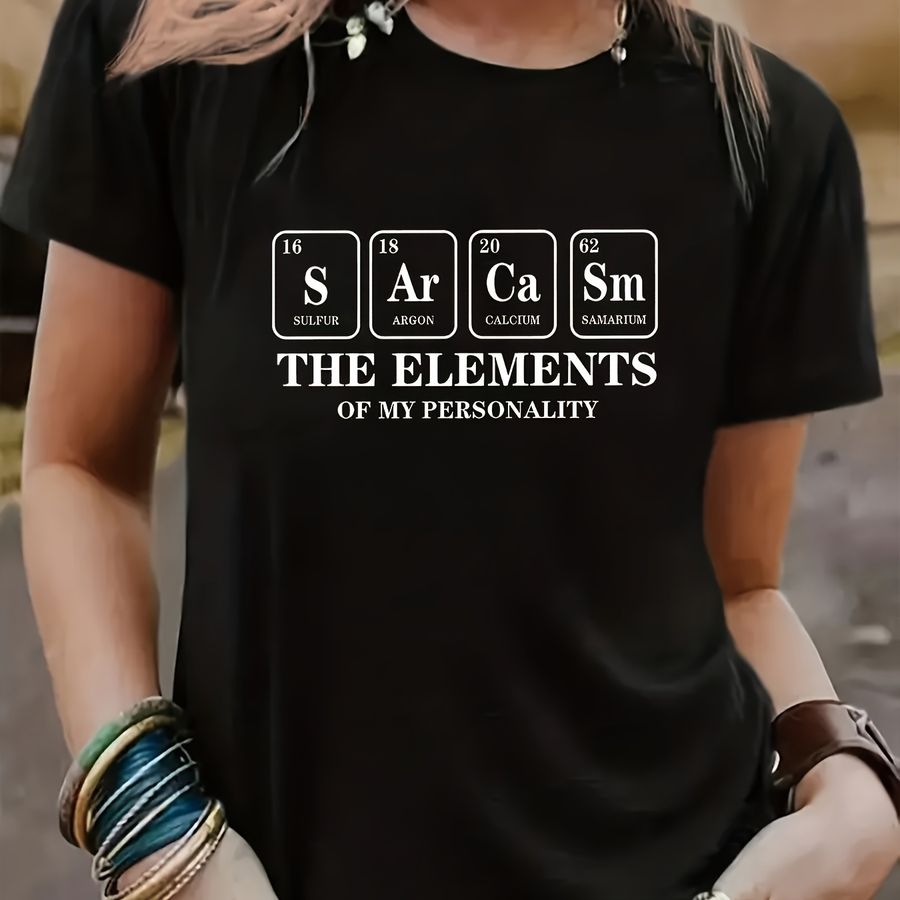 16 18 20 62
S Ar Ca Sm
SULFUR ARGON CALCIUM SAMARIUM
THE ELEMENTS
OF MY PERSONALITY